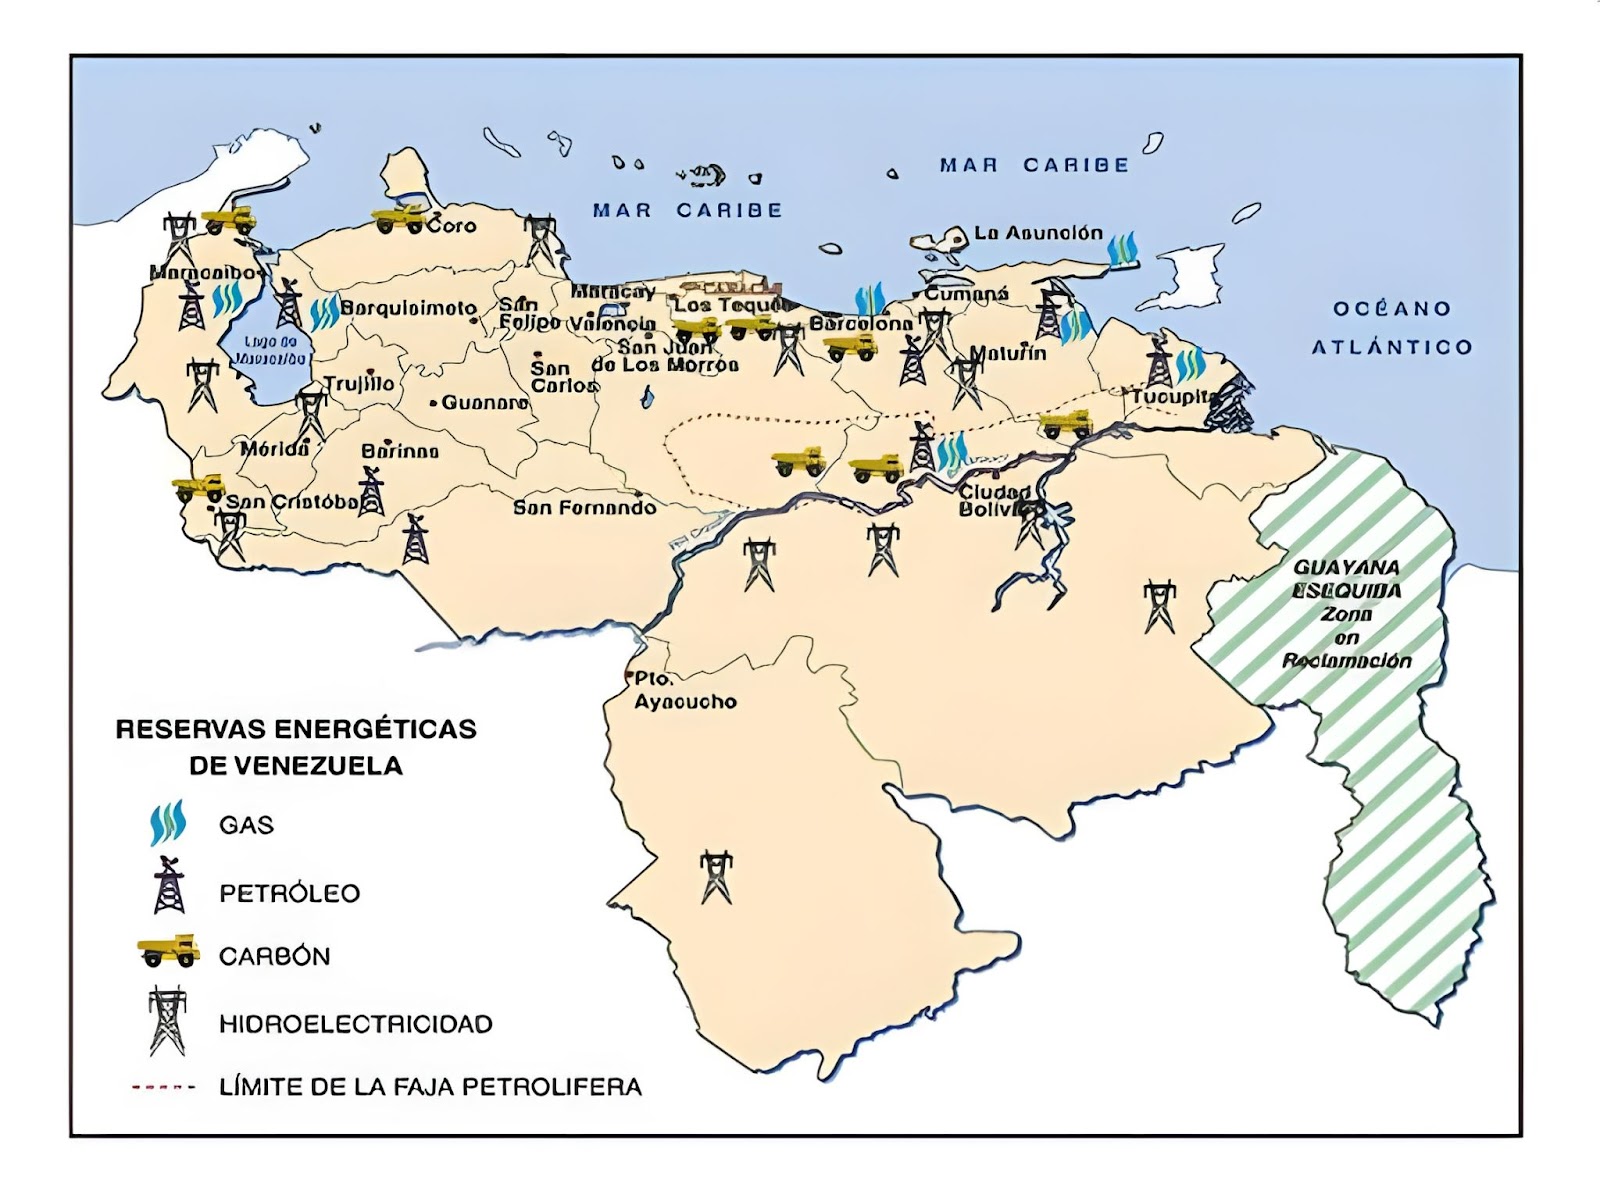 MAR CARIBE
MAR CARIBE
Coro
La Asunción
Maracaibo
Barquisimeto
San
Felipe
Maracay
Valencia
Los Teques
Barcelona
Cumaná
OCÉANO
ATLÁNTICO
Lago de
San Juan
de Los Morros
Maturín
Trujillo
San
Carlos
Guanare
Tucupita
Mérida
Barinas
San Cristóbal
San Fernando
Ciudad
Bolívar
GUAYANA
ESEQUIBA
Zona
en
Reclamación
Pto.
Ayacucho
RESERVAS ENERGÉTICAS
DE VENEZUELA
GAS
PETRÓLEO
CARBÓN
HIDROELECTRICIDAD
LÍMITE DE LA FAJA PETROLIFERA